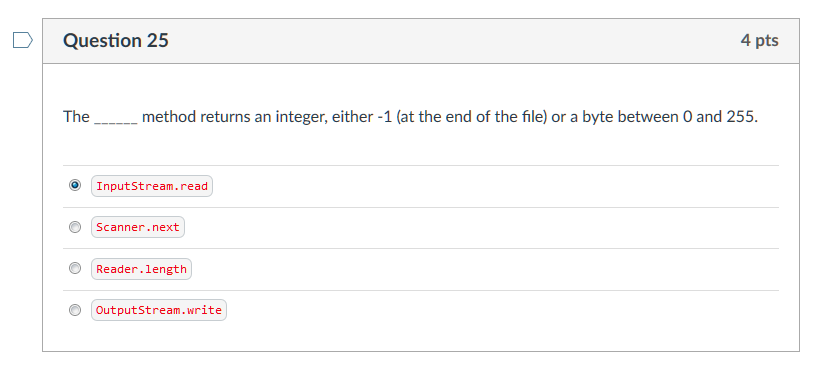 Question 25
4 pts
The ______ method returns an integer, either -1 (at the end of the file) or a byte between 0 and 255.
InputStream.read
Scanner.next
Reader.length
OutputStream.write